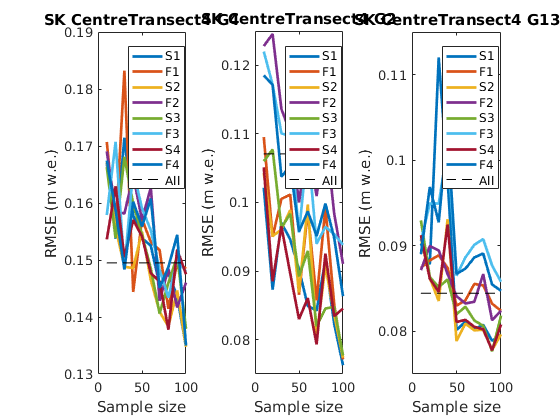 SK CentreTransect4 G4
SK CentreTransect4 G2
SK CentreTransect4 G13
RMSE (m w.e.)
0.19
0.18
0.17
0.16
0.15
0.14
0.13
0
50
100
Sample size
S1
F1
S2
F2
S3
F3
S4
F4
All
RMSE (m w.e.)
0.12
0.11
0.1
0.09
0.08
0
50
100
Sample size
S1
F1
S2
F2
S3
F3
S4
F4
All
RMSE (m w.e.)
0.11
0.1
0.09
0.08
0
50
100
Sample size
S1
F1
S2
F2
S3
F3
S4
F4
All